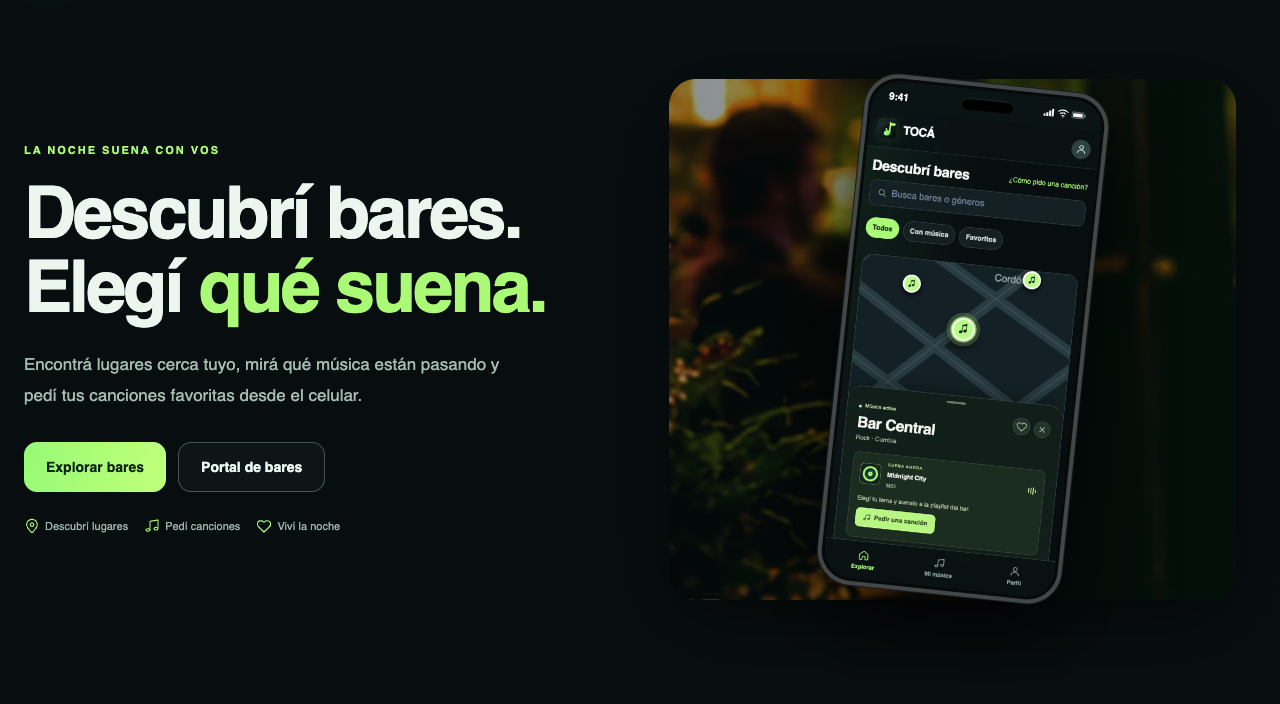 LA NOCHE SUENA CON VOS
Descubrí bares.
Elegí qué suena.
Encontrá lugares cerca tuyo, mirá qué música están pasando y
pedí tus canciones favoritas desde el celular.
Explorar bares
Portal de bares
Descubrí lugares
Pedí canciones
Viví la noche
9:41
TOCÁ
Descubrí bares
¿Cómo pido una canción?
Busca bares o géneros
Todos
Con música
Favoritos
Cordó
Música activa
Bar Central
Rock · Cumbia
SUENA AHORA
Midnight City
M83
Elegí tu tema y sumalo a la playlist del bar.
Pedir una canción
Explorar
Mi música
Perfil